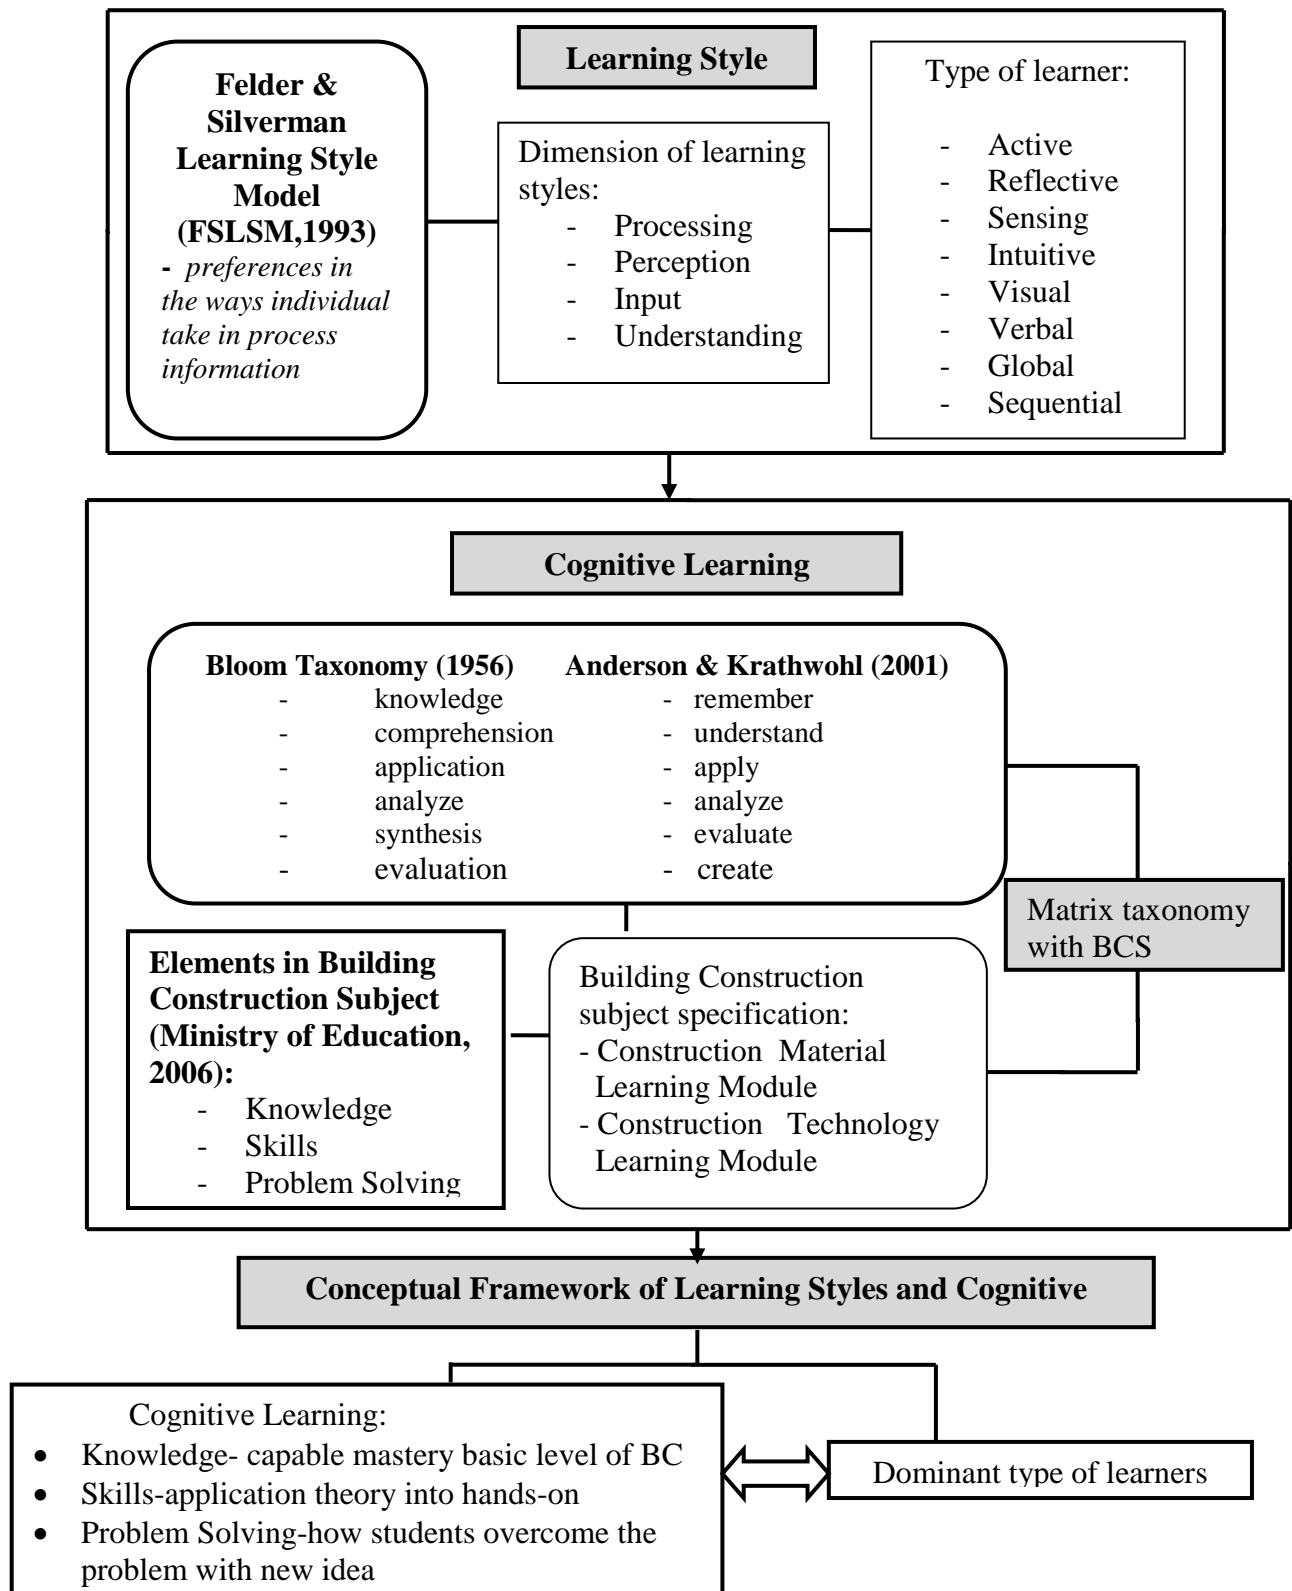 Learning Style
Felder &
Silverman
Learning Style
Model
(FSLSM,1993)
- preferences in
the ways individual
take in process
information
Dimension of learning
styles:
- Processing
- Perception
- Input
- Understanding
Type of learner:
- Active
- Reflective
- Sensing
- Intuitive
- Visual
- Verbal
- Global
- Sequential
Cognitive Learning
Bloom Taxonomy (1956)
- knowledge
- comprehension
- application
- analyze
- synthesis
- evaluation
Anderson & Krathwohl (2001)
- remember
- understand
- apply
- analyze
- evaluate
- create
Matrix taxonomy
with BCS
Elements in Building
Construction Subject
(Ministry of Education,
2006):
- Knowledge
- Skills
- Problem Solving
Building Construction
subject specification:
- Construction Material
Learning Module
- Construction Technology
Learning Module
Conceptual Framework of Learning Styles and Cognitive
Cognitive Learning:
• Knowledge- capable mastery basic level of BC
• Skills-application theory into hands-on
• Problem Solving-how students overcome the
problem with new idea
Dominant type of learners